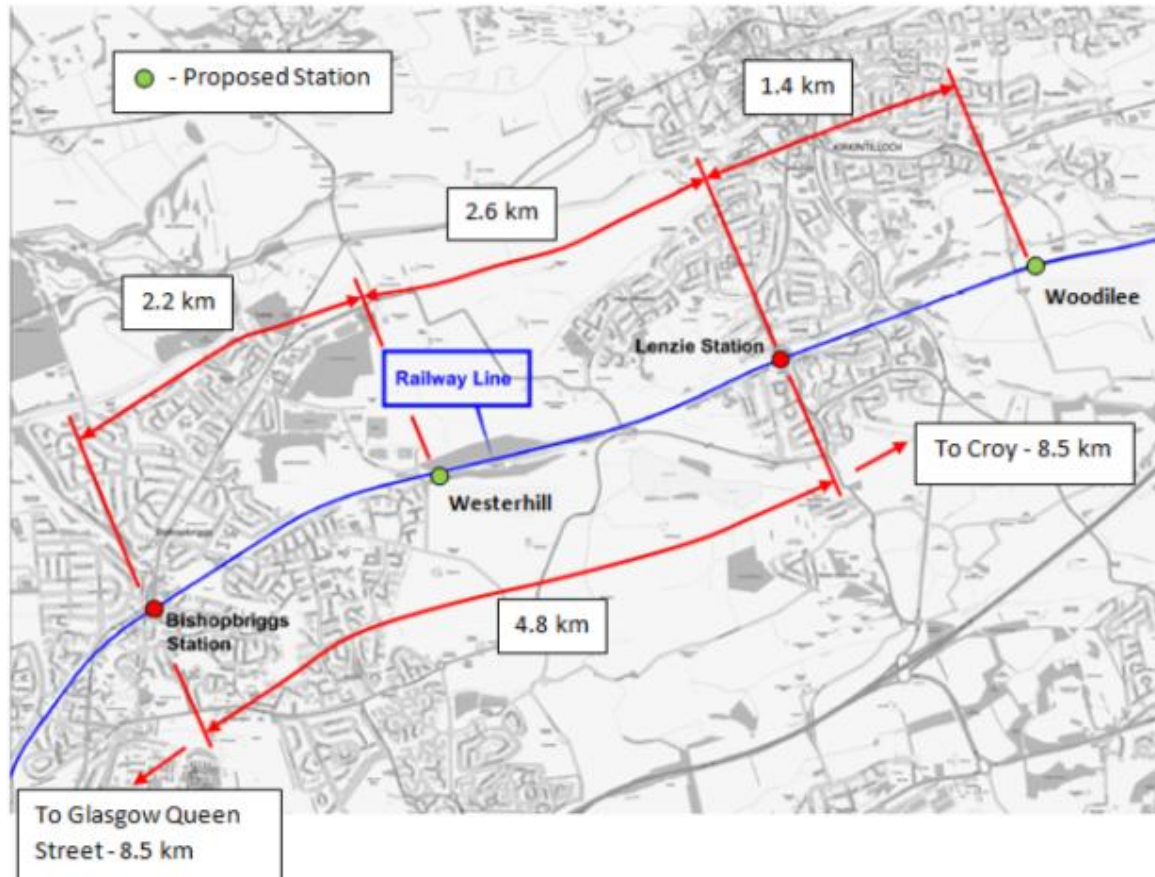 - Proposed Station
1.4 km
KIRKINTILLOCH
2.6 km
2.2 km
Woodilee
Lenzie Station
Railway Line
To Croy - 8.5 km
Westerhill
4.8 km
Bishopbriggs
Station
To Glasgow Queen
Street - 8.5 km